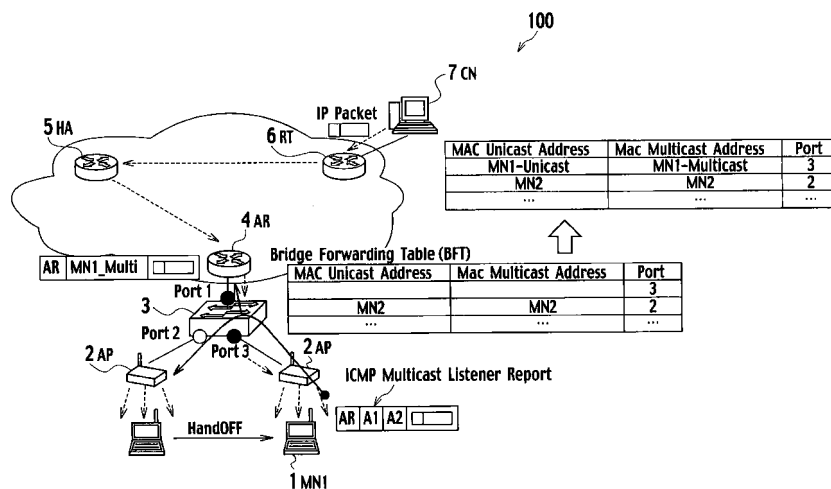 100
7 CN
IP Packet
5 HA
6 RT
MAC Unicast Address Mac Multicast Address Port
MN1-Unicast MN1-Multicast 3
MN2 MN2 2
... ... ...
4 AR
AR MN1_Multi
Bridge Forwarding Table (BFT)
MAC Unicast Address Mac Multicast Address Port
3
MN2 MN2 2
... ... ...
Port 1
3
Port 2
Port 3
2 AP
2 AP
ICMP Multicast Listener Report
AR A1 A2
HandOFF
1 MN1